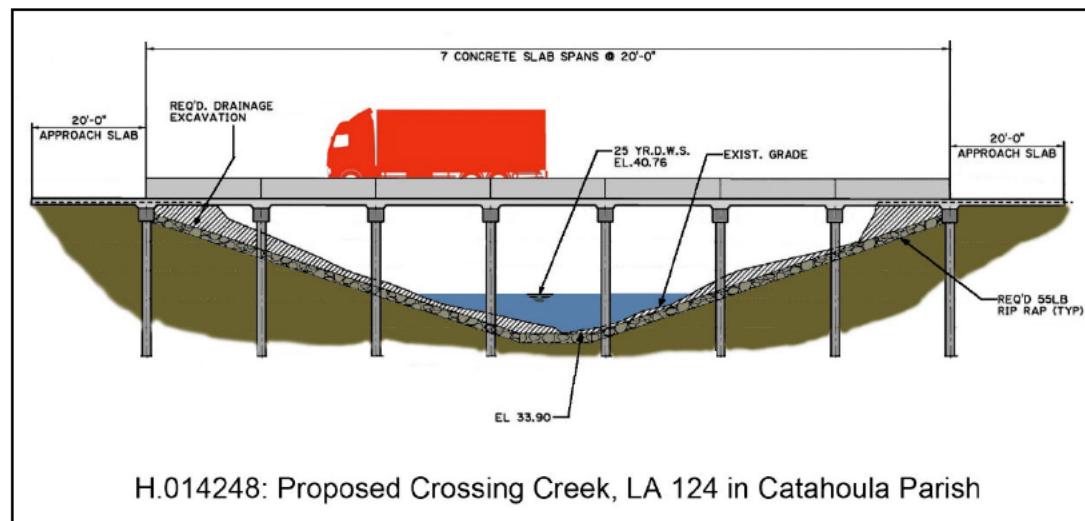 7 CONCRETE SLAB SPANS @ 20'-0"
REQ'D. DRAINAGE
EXCAVATION
20'-0"
APPROACH SLAB
25 YR.D.W.S.
EL.40.76
EXIST. GRADE
20'-0"
APPROACH SLAB
REQ'D 55LB
RIP RAP (TYP)
EL 33.90
H.014248: Proposed Crossing Creek, LA 124 in Catahoula Parish